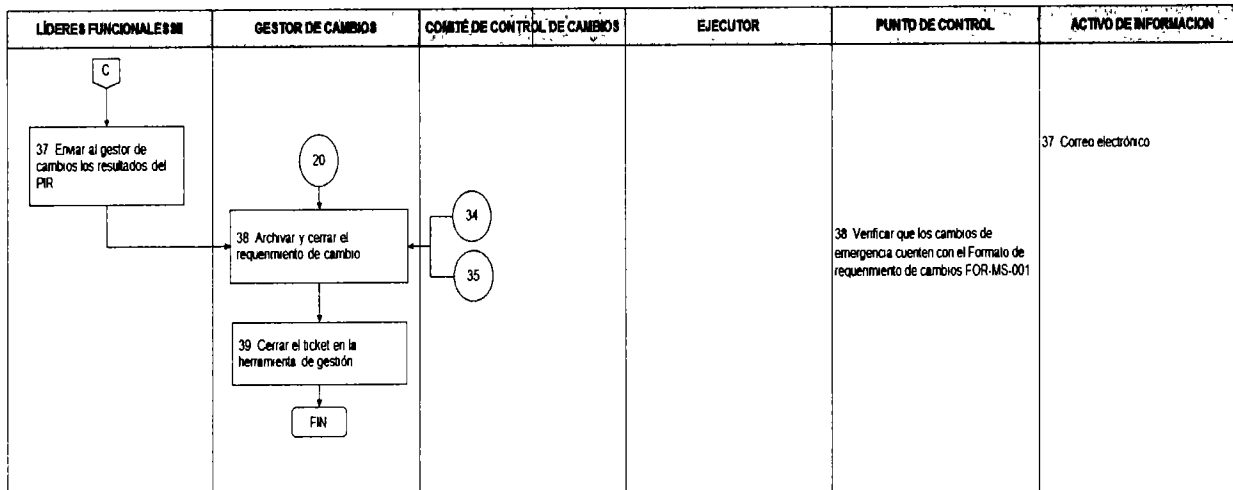 LÍDERES FUNCIONALES
GESTOR DE CAMBIOS
COMITÉ DE CONTROL DE CAMBIOS
EJECUTOR
PUNTO DE CONTROL
ACTIVO DE INFORMACION
C
37 Enviar al gestor de
cambios los resultados del
PIR
20
38 Archivar y cerrar el
requerimiento de cambio
34
35
39 Cerrar el ticket en la
herramienta de gestión
FIN
38 Verificar que los cambios de
emergencia cuenten con el Formato de
requerimiento de cambios FOR-MS-001
37 Correo electrónico